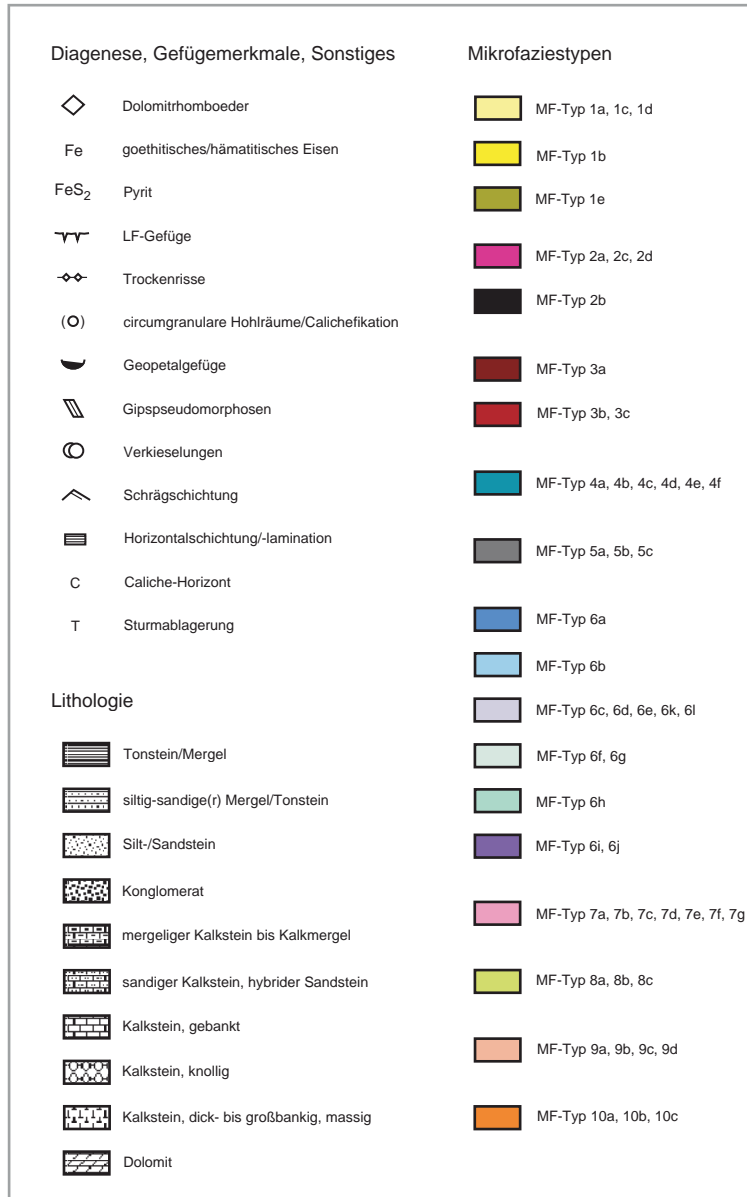 Diagenese, Gefügemerkmale, Sonstiges
Dolomitrhomboeder
Fe goethitisches/hämatitisches Eisen
FeS2 Pyrit
LF-Gefüge
Trockenrisse
(O) circumgranulare Hohlräume/Calichefikation
Geopetalgefüge
Gipspseudomorphosen
Verkieselungen
Schrägschichtung
Horizontalschichtung/-lamination
C Caliche-Horizont
T Sturmablagerung
Lithologie
Tonstein/Mergel
siltig-sandige(r) Mergel/Tonstein
Silt-/Sandstein
Konglomerat
mergeliger Kalkstein bis Kalkmergel
sandiger Kalkstein, hybrider Sandstein
Kalkstein, gebankt
Kalkstein, knollig
Kalkstein, dick- bis großbankig, massig
Dolomit
Mikrofaziestypen
MF-Typ 1a, 1c, 1d
MF-Typ 1b
MF-Typ 1e
MF-Typ 2a, 2c, 2d
MF-Typ 2b
MF-Typ 3a
MF-Typ 3b, 3c
MF-Typ 4a, 4b, 4c, 4d, 4e, 4f
MF-Typ 5a, 5b, 5c
MF-Typ 6a
MF-Typ 6b
MF-Typ 6c, 6d, 6e, 6k, 6l
MF-Typ 6f, 6g
MF-Typ 6h
MF-Typ 6i, 6j
MF-Typ 7a, 7b, 7c, 7d, 7e, 7f, 7g
MF-Typ 8a, 8b, 8c
MF-Typ 9a, 9b, 9c, 9d
MF-Typ 10a, 10b, 10c